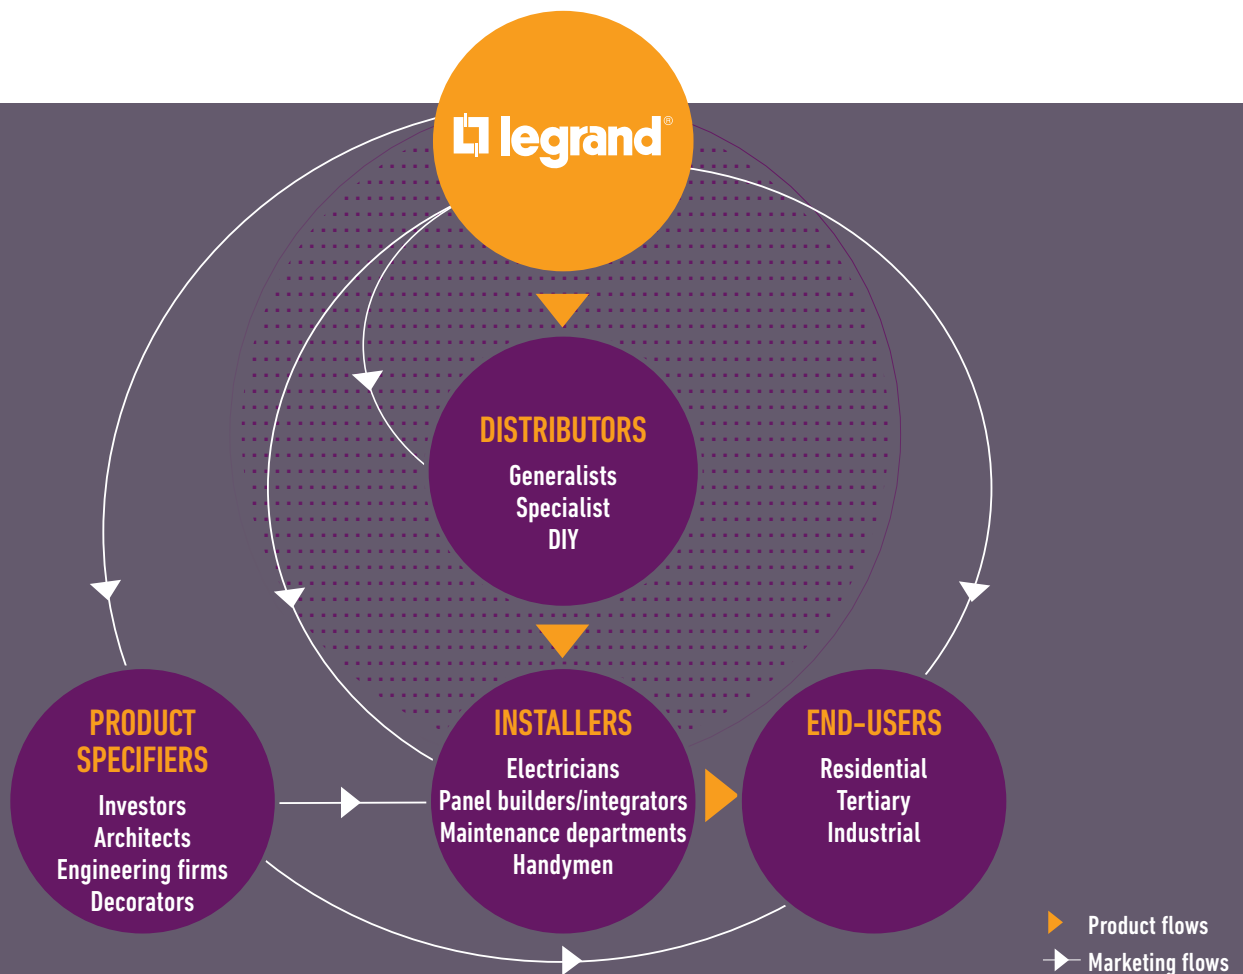 legrand®
DISTRIBUTORS
Generalists
Specialist
DIY
PRODUCT
SPECIFIERS
Investors
Architects
Engineering firms
Decorators
INSTALLERS
Electricians
Panel builders/integrators
Maintenance departments
Handymen
END-USERS
Residential
Tertiary
Industrial
Product flows
Marketing flows